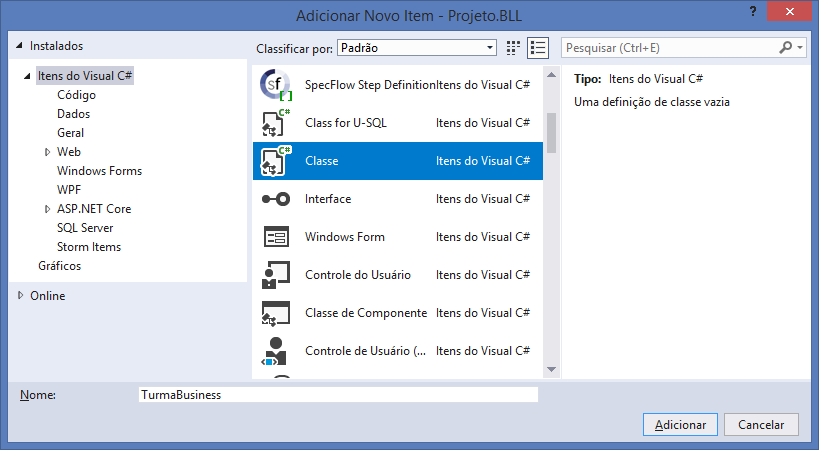 Adicionar Novo Item - Projeto.BLL
?
Instalados
Classificar por: Padrão
Pesquisar (Ctrl+E)
Itens do Visual C#
Código
Dados
Geral
Web
Windows Forms
WPF
ASP.NET Core
SQL Server
Storm Items
Gráficos
Online
sf
SpecFlow Step Definition Itens do Visual C#
C#
Class for U-SQL Itens do Visual C#
C#
Classe Itens do Visual C#
Interface Itens do Visual C#
Windows Form Itens do Visual C#
Controle do Usuário Itens do Visual C#
Classe de Componente Itens do Visual C#
Controle de Usuário (... Itens do Visual C#
Tipo: Itens do Visual C#
Uma definição de classe vazia
Nome: TurmaBusiness
Adicionar Cancelar